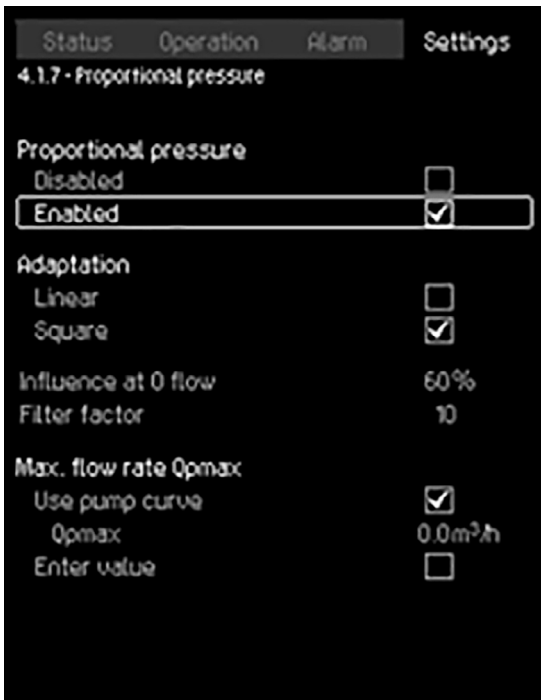 Status Operation Alarm Settings
4.1.7 - Proportional pressure
Proportional pressure
Disabled
Enabled
Adaptation
Linear
Square
Influence at 0 flow 60%
Filter factor 10
Max. flow rate Qpmax
Use pump curve
Qpmax 0.0m³/h
Enter value